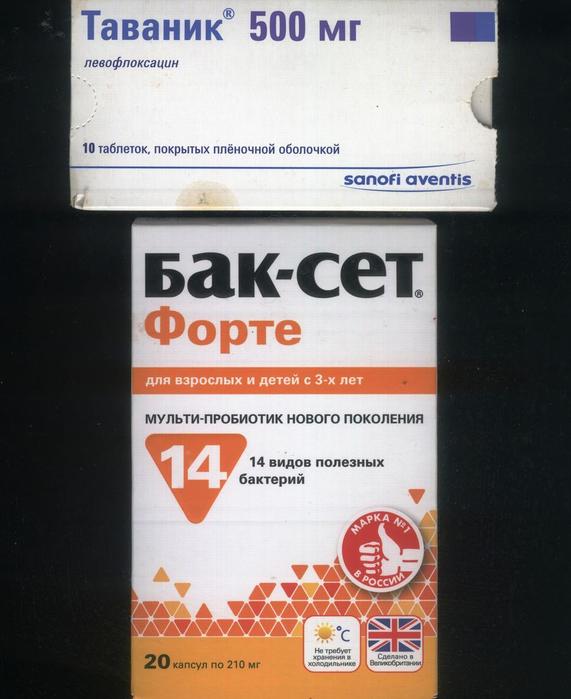 Таваник® 500 мг
левофлоксацин
10 таблеток, покрытых плёночной оболочкой
sanofi aventis
Бак-сет®
Форте
для взрослых и детей с 3-х лет
МУЛЬТИ-ПРОБИОТИК НОВОГО ПОКОЛЕНИЯ
14
14 видов полезных
бактерий
МАРКА №1
В РОССИИ
°С
Не требует
хранения в
холодильнике
Сделано в
Великобритании
20 капсул по 210 мг